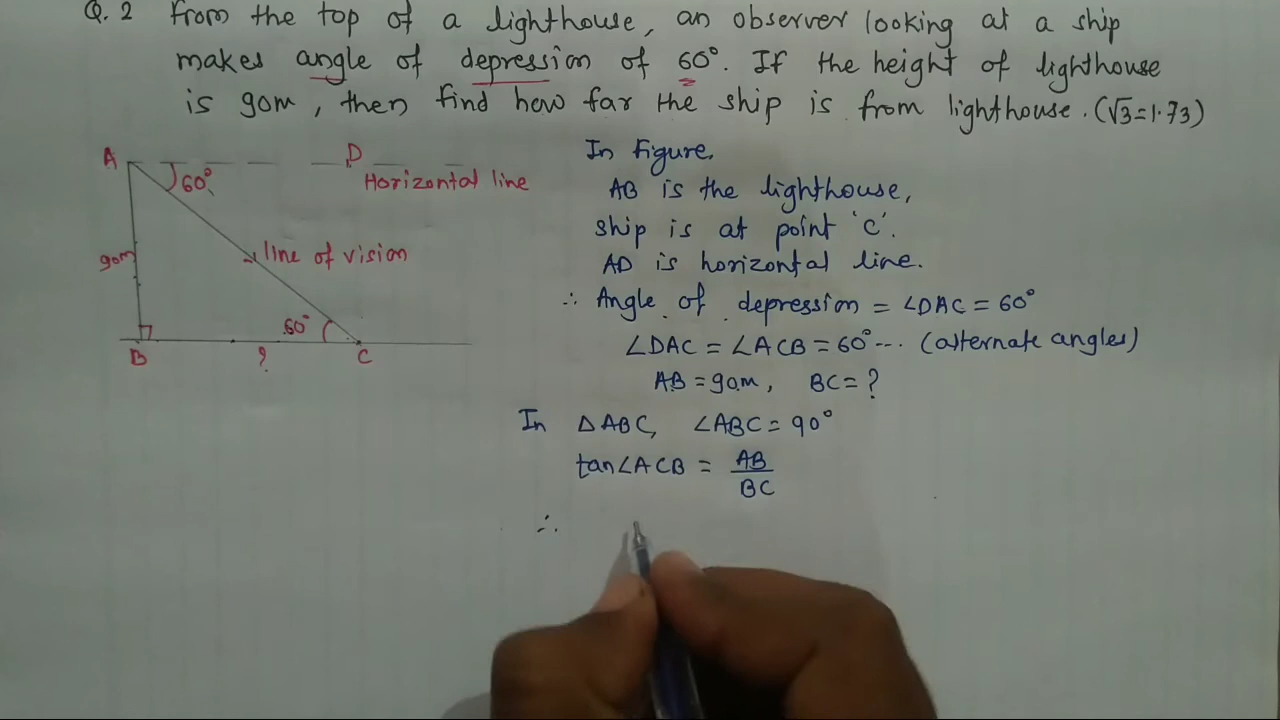 Q. 2 From the top of a lighthouse, an observer looking at a ship
makes angle of depression of 60°. If the height of lighthouse
is 90m, then find how far the ship is from lighthouse. (√3=1.73)
A
60°
D
Horizontal line
90m
line of vision
60°
B
?
C
In figure,
AB is the lighthouse,
ship is at point 'C'.
AD is horizontal line.
∴ Angle of depression = ∠DAC = 60°
∠DAC = ∠ACB = 60° ... (alternate angles)
AB = 90m, BC = ?
In △ABC, ∠ABC = 90°
tan∠ACB = AB/BC
∴